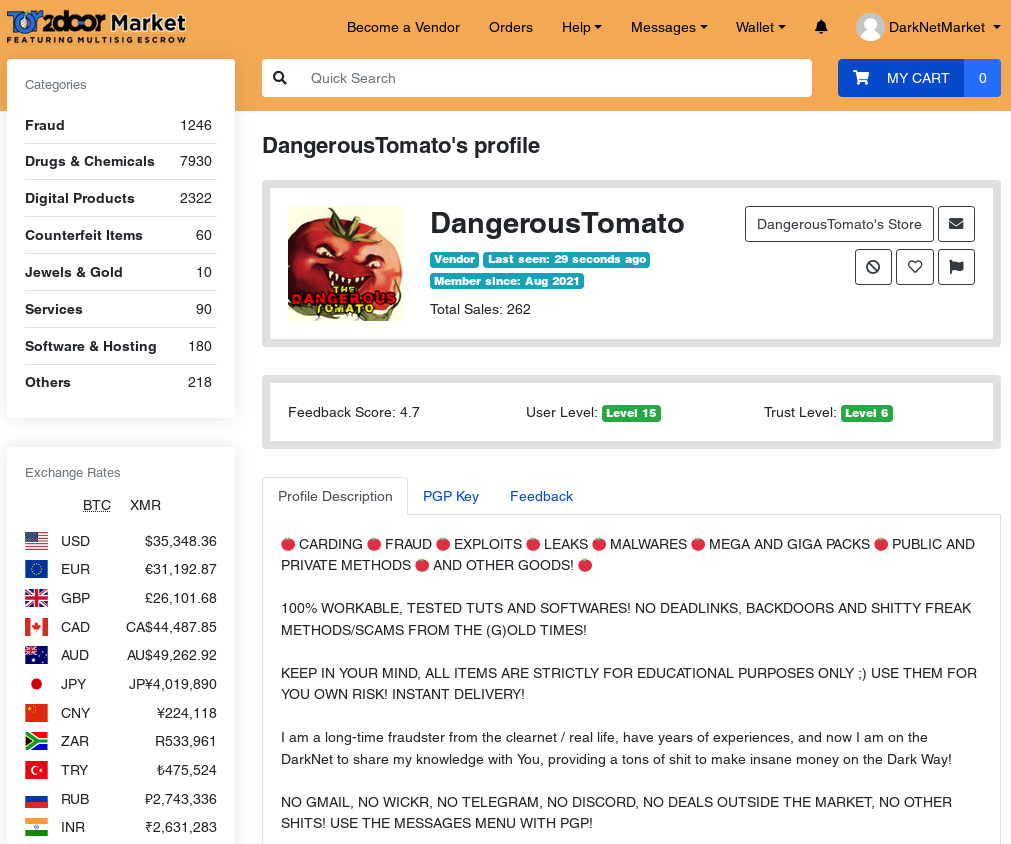 Tor2door Market
FEATURING MULTISIG ESCROW
Become a Vendor Orders Help Messages Wallet DarkNetMarket
Quick Search
MY CART 0
Categories
Fraud 1246
Drugs & Chemicals 7930
Digital Products 2322
Counterfeit Items 60
Jewels & Gold 10
Services 90
Software & Hosting 180
Others 218
Exchange Rates
BTC XMR
USD $35,348.36
EUR €31,192.87
GBP £26,101.68
CAD CA$44,487.85
AUD AU$49,262.92
JPY JP¥4,019,890
CNY ¥224,118
ZAR R533,961
TRY ₺475,524
RUB ₽2,743,336
INR ₹2,631,283
DangerousTomato's profile
THE
DANGEROUS
TOMATO
DangerousTomato
Vendor Last seen: 29 seconds ago
Member since: Aug 2021
Total Sales: 262
DangerousTomato's Store
Feedback Score: 4.7 User Level: Level 15 Trust Level: Level 6
Profile Description PGP Key Feedback
🍅 CARDING 🍅 FRAUD 🍅 EXPLOITS 🍅 LEAKS 🍅 MALWARES 🍅 MEGA AND GIGA PACKS 🍅 PUBLIC AND
PRIVATE METHODS 🍅 AND OTHER GOODS! 🍅
100% WORKABLE, TESTED TUTS AND SOFTWARES! NO DEADLINKS, BACKDOORS AND SHITTY FREAK
METHODS/SCAMS FROM THE (G)OLD TIMES!
KEEP IN YOUR MIND, ALL ITEMS ARE STRICTLY FOR EDUCATIONAL PURPOSES ONLY ;) USE THEM FOR
YOU OWN RISK! INSTANT DELIVERY!
I am a long-time fraudster from the clearnet / real life, have years of experiences, and now I am on the
DarkNet to share my knowledge with You, providing a tons of shit to make insane money on the Dark Way!
NO GMAIL, NO WICKR, NO TELEGRAM, NO DISCORD, NO DEALS OUTSIDE THE MARKET, NO OTHER
SHITS! USE THE MESSAGES MENU WITH PGP!